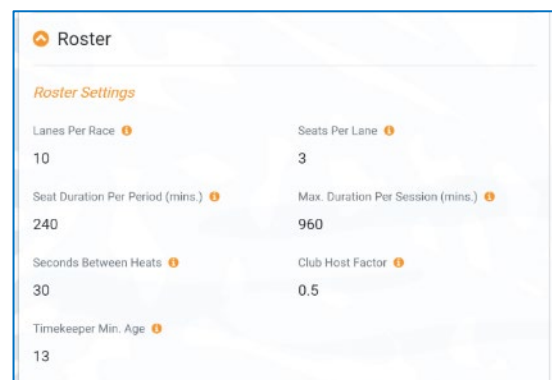 Roster
Roster Settings
Lanes Per Race
Seats Per Lane
10
3
Seat Duration Per Period (mins.)
Max. Duration Per Session (mins.)
240
960
Seconds Between Heats
Club Host Factor
30
0.5
Timekeeper Min. Age
13